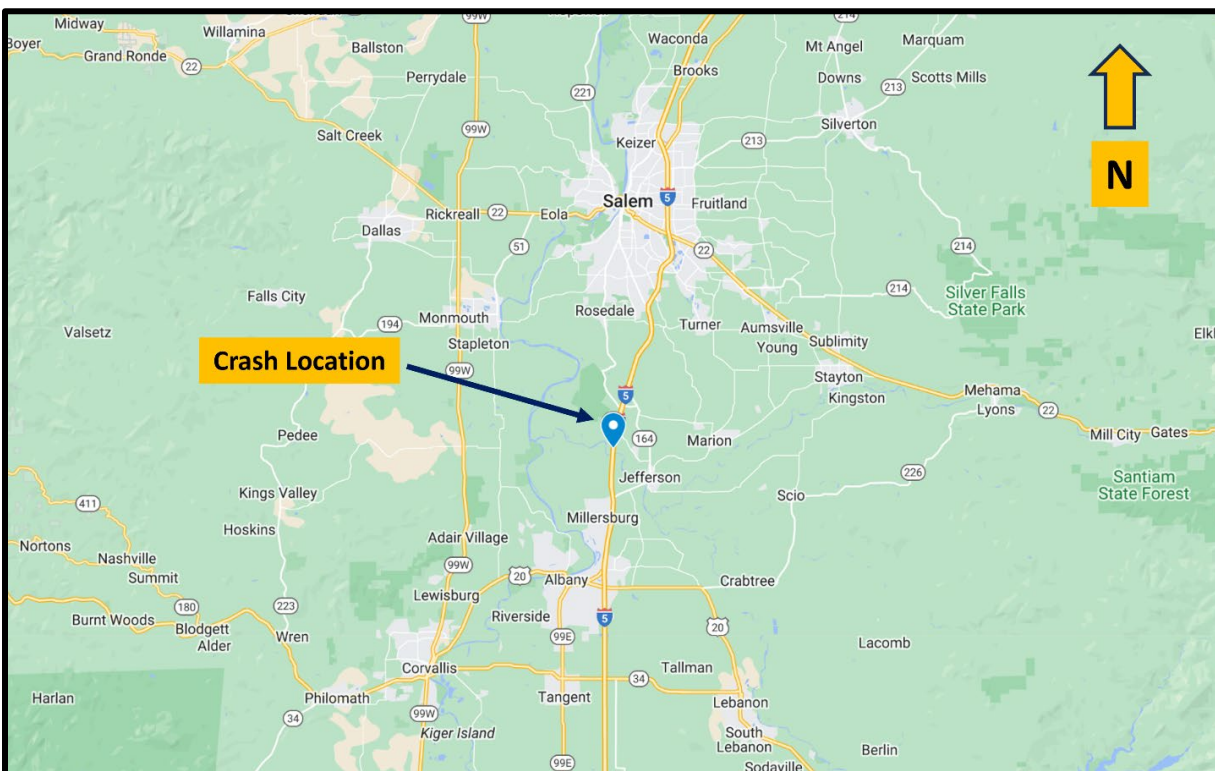 Midway
Willamina
99W
Waconda
214
Boyer
Grand Ronde
22
Ballston
Mt Angel
Marquam
Perrydale
Brooks
Downs
213
Scotts Mills
221
Salt Creek
99W
Keizer
213
Silverton
N
Salem
5
Fruitland
Rickreall
22
Eola
Dallas
51
22
214
Falls City
214
Silver Falls
State Park
Valsetz
194
Monmouth
Rosedale
Turner
Aumsville
Elk
Stapleton
Young
Sublimity
Crash Location
99W
Stayton
5
Kingston
Mehama
Lyons
22
Pedee
164
Marion
Mill City
Gates
Jefferson
226
Santiam
State Forest
Kings Valley
Scio
411
Hoskins
Millersburg
Adair Village
Nortons
Nashville
99W
20
Albany
Crabtree
Summit
Lewisburg
180
223
Riverside
5
Burnt Woods
Blodgett
Wren
99E
20
Alder
Lacomb
Corvallis
Tallman
34
Harlan
Philomath
Tangent
Lebanon
34
99W
Kiger Island
South
Lebanon
Berlin
99E
Sodaville